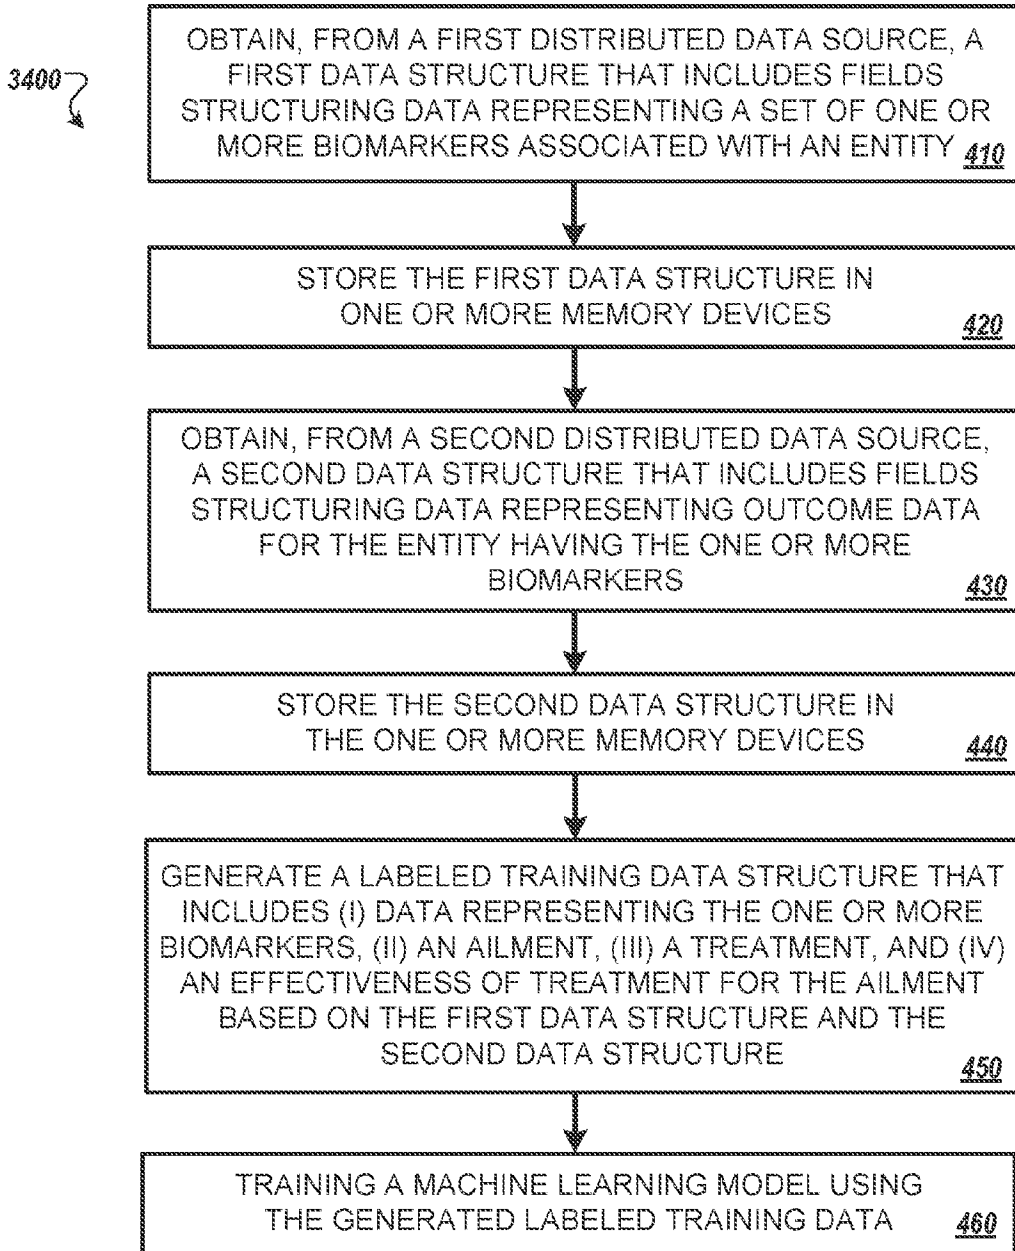 3400
OBTAIN, FROM A FIRST DISTRIBUTED DATA SOURCE, A
FIRST DATA STRUCTURE THAT INCLUDES FIELDS
STRUCTURING DATA REPRESENTING A SET OF ONE OR
MORE BIOMARKERS ASSOCIATED WITH AN ENTITY 410
STORE THE FIRST DATA STRUCTURE IN
ONE OR MORE MEMORY DEVICES 420
OBTAIN, FROM A SECOND DISTRIBUTED DATA SOURCE,
A SECOND DATA STRUCTURE THAT INCLUDES FIELDS
STRUCTURING DATA REPRESENTING OUTCOME DATA
FOR THE ENTITY HAVING THE ONE OR MORE
BIOMARKERS 430
STORE THE SECOND DATA STRUCTURE IN
THE ONE OR MORE MEMORY DEVICES 440
GENERATE A LABELED TRAINING DATA STRUCTURE THAT
INCLUDES (I) DATA REPRESENTING THE ONE OR MORE
BIOMARKERS, (II) AN AILMENT, (III) A TREATMENT, AND (IV)
AN EFFECTIVENESS OF TREATMENT FOR THE AILMENT
BASED ON THE FIRST DATA STRUCTURE AND THE
SECOND DATA STRUCTURE 450
TRAINING A MACHINE LEARNING MODEL USING
THE GENERATED LABELED TRAINING DATA 460